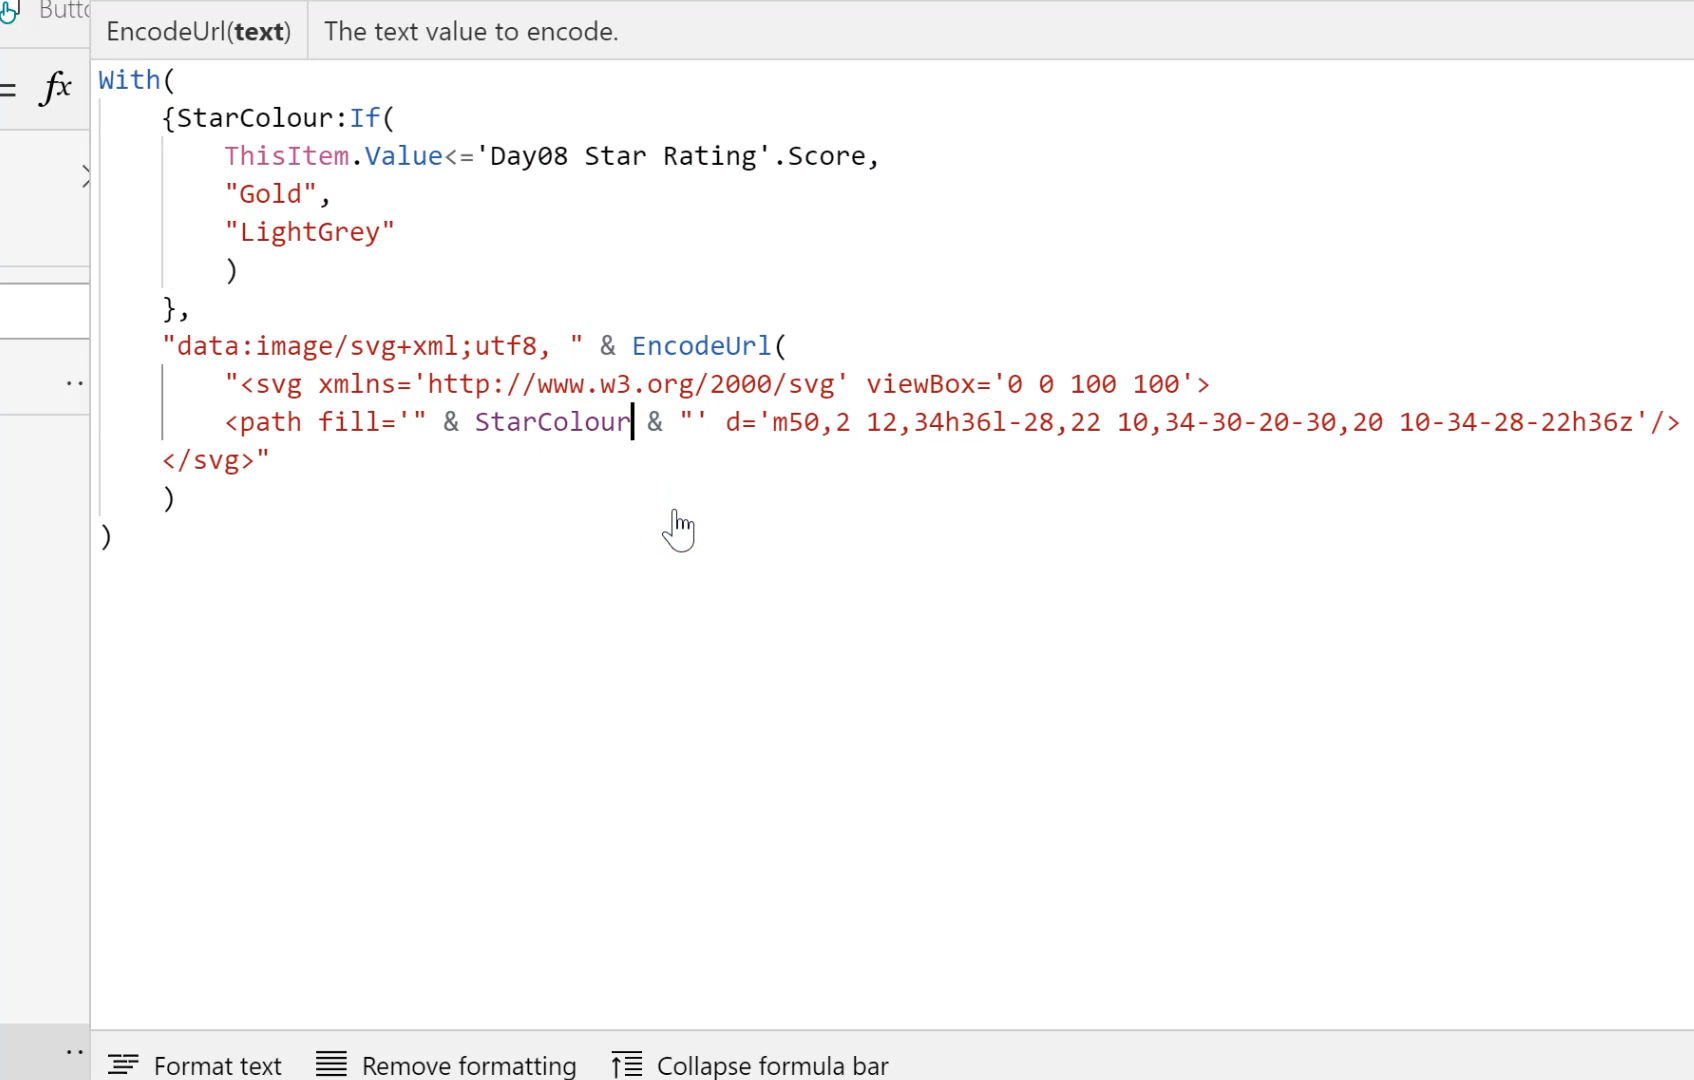 Butto
EncodeUrl(text) The text value to encode.
= fx
With(
{StarColour:If(
ThisItem.Value<='Day08 Star Rating'.Score,
"Gold",
"LightGrey"
)
},
"data:image/svg+xml;utf8, " & EncodeUrl(
"<svg xmlns='http://www.w3.org/2000/svg' viewBox='0 0 100 100'>
<path fill='" & StarColour & "' d='m50,2 12,34h36l-28,22 10,34-30-20-30,20 10-34-28-22h36z'/>
</svg>"
)
)
Format text Remove formatting Collapse formula bar